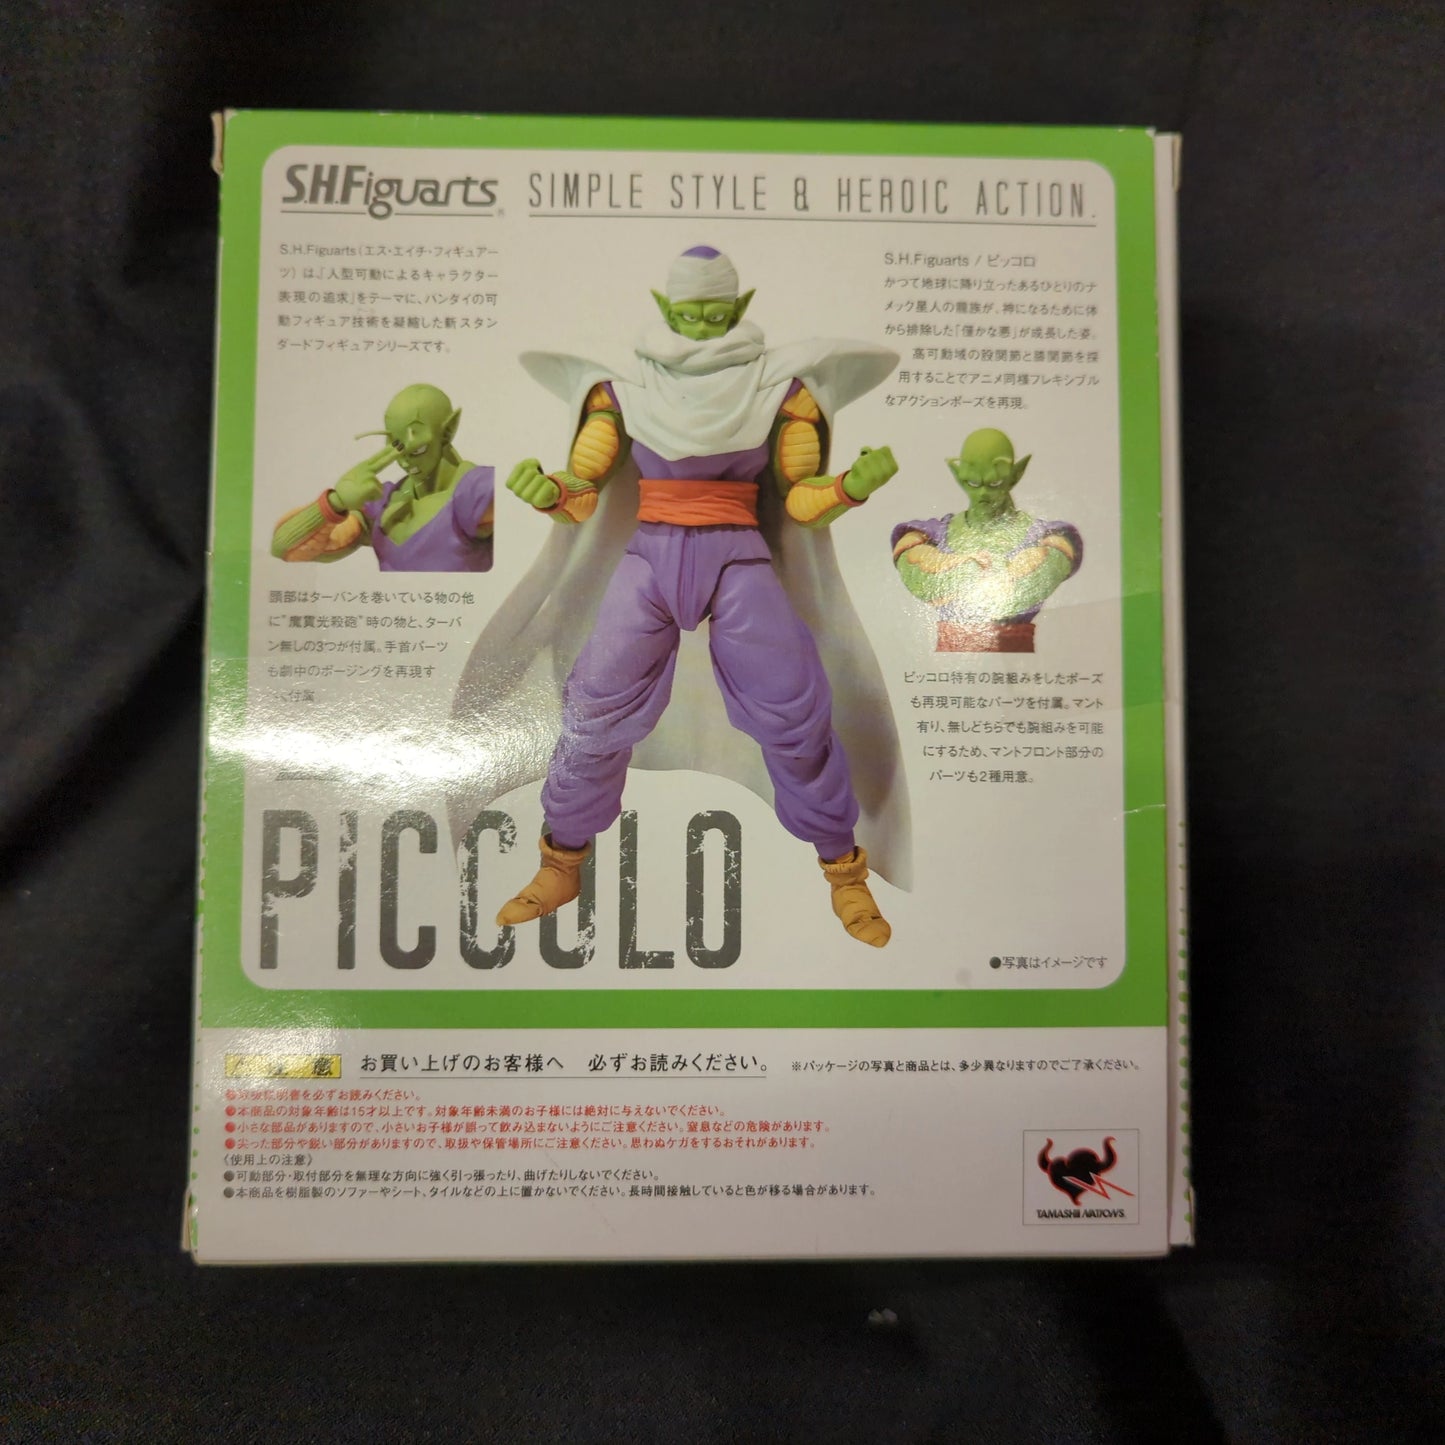 S.H.Figuarts®
SIMPLE STYLE & HEROIC ACTION.
S.H.Figuarts(エス・エイチ・フィギュアー
ツ)は、「人型可動によるキャラクター
表現の追求」をテーマに、バンダイの可
動フィギュア技術を凝縮した新スタン
ダードフィギュアシリーズです。
S.H.Figuarts / ピッコロ
かつて地球に降り立ったあるひとりのナ
メック星人の龍族が、神になるために体
から排除した「僅かな悪」が成長した姿。
高可動域の股関節と膝関節を採
用することでアニメ同様フレキシブル
なアクションポーズを再現。
頭部はターバンを巻いている物の他
に"魔貫光殺砲"時の物と、ターバ
ン無しの3つが付属。手首パーツ
も劇中のポージングを再現す
く付属
ピッコロ特有の腕組みをしたポーズ
も再現可能なパーツを付属。マント
有り、無しどちらでも腕組みを可能
にするため、マントフロント部分の
パーツも2種用意。
PICCOLO
●写真はイメージです
注意
お買い上げのお客様へ 必ずお読みください。
※パッケージの写真と商品とは、多少異なりますのでご了承ください。
●取扱説明書を必ずお読みください。
●本商品の対象年齢は15才以上です。対象年齢未満のお子様には絶対に与えないでください。
●小さな部品がありますので、小さいお子様が誤って飲み込まないようにご注意ください。窒息などの危険があります。
●尖った部分や鋭い部分がありますので、取扱や保管場所にご注意ください。思わぬケガをするおそれがあります。
《使用上の注意》
●可動部分・取付部分を無理な方向に強く引っ張ったり、曲げたりしないでください。
●本商品を樹脂製のソファーやシート、タイルなどの上に置かないでください。長時間接触していると色が移る場合があります。
TAMASHII NATIONS